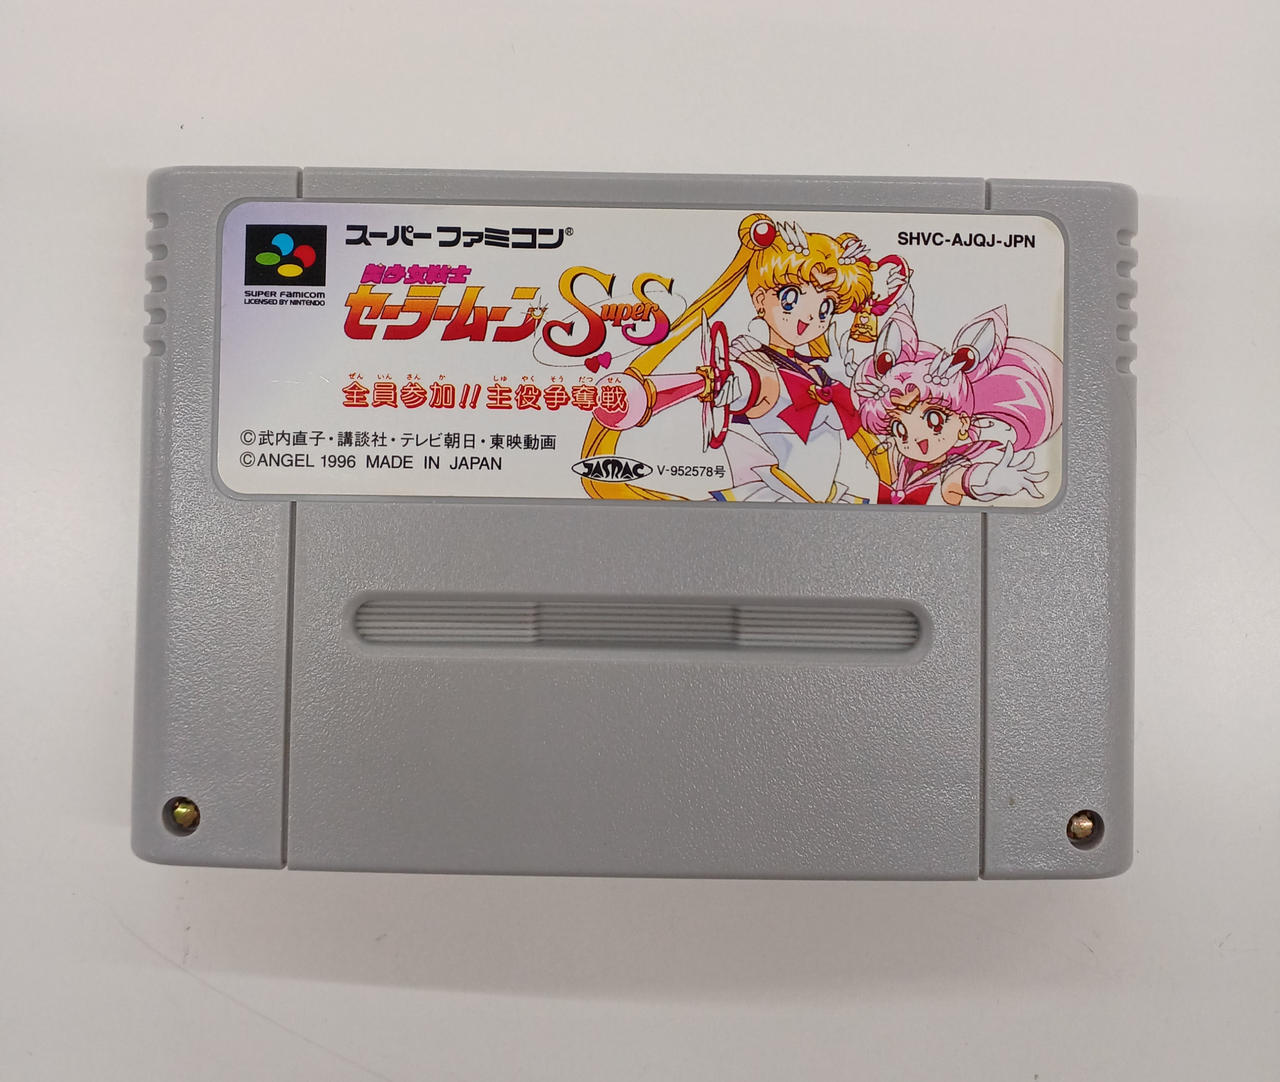 スーパーファミコン®
SHVC-AJQJ-JPN
SUPER FAMICOM
LICENSED BY NINTENDO
美少女戦士
セーラームーン SuperS
ぜんいんさんか しゅやくそうだつせん
全員参加!! 主役争奪戦
©武内直子・講談社・テレビ朝日・東映動画
©ANGEL 1996 MADE IN JAPAN
JASRAC V-952578号